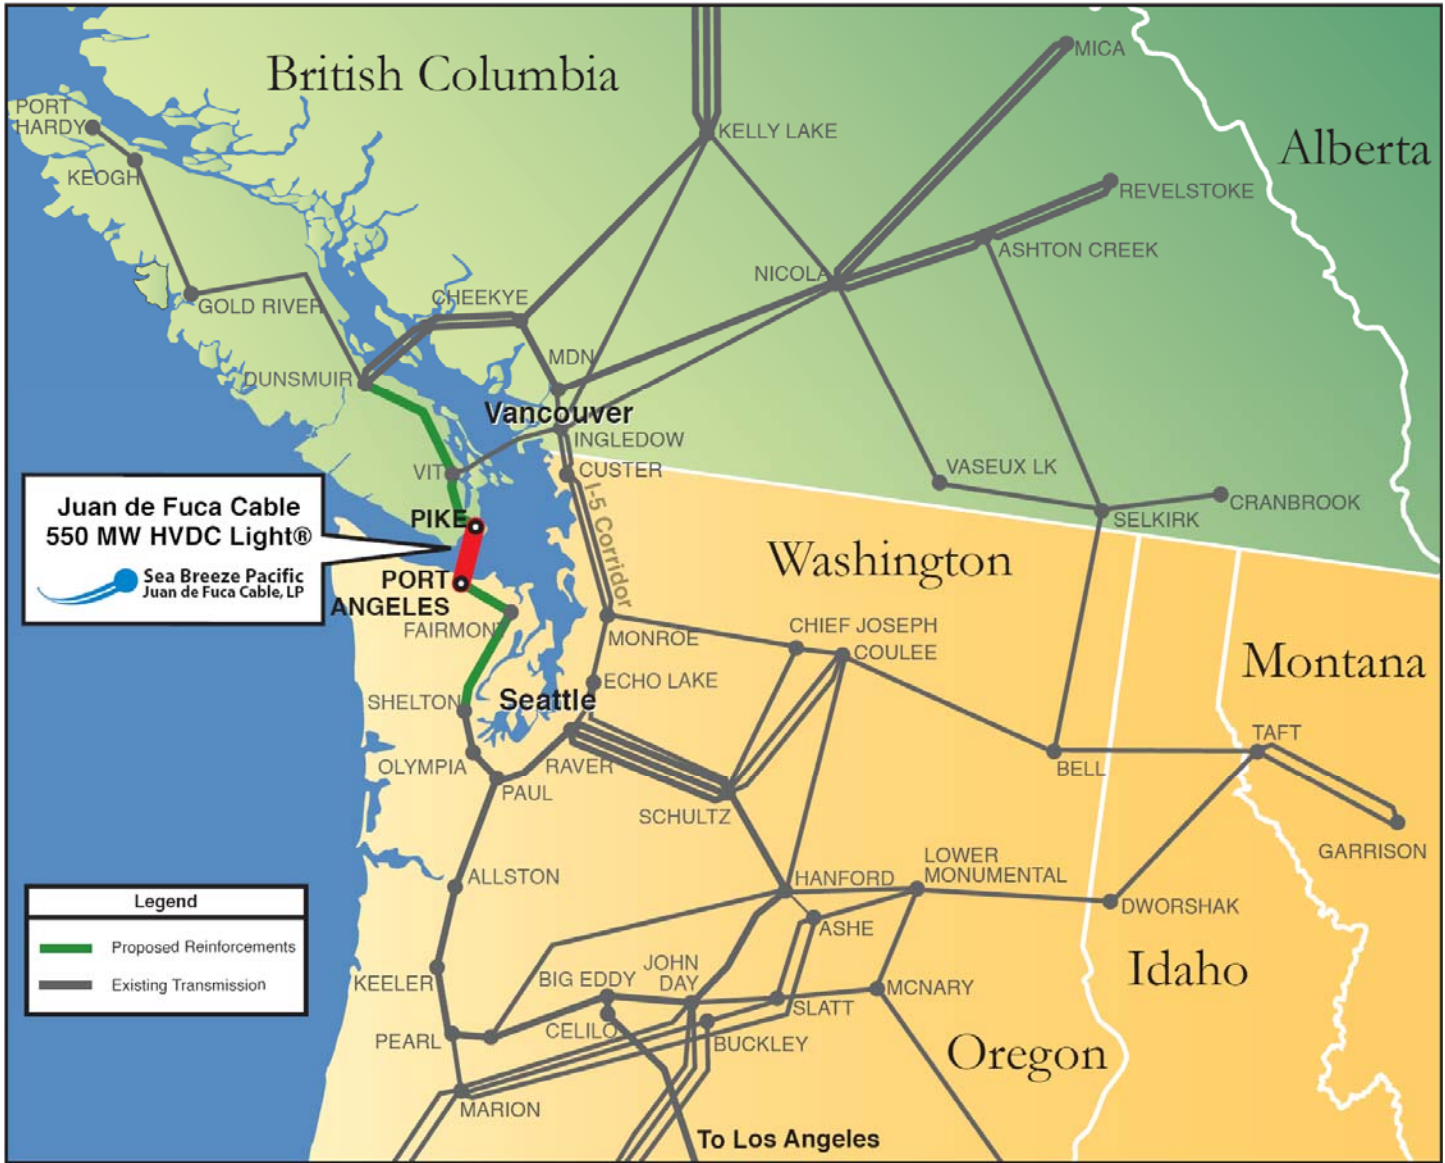 British Columbia
MICA
KELLY LAKE
Alberta
PORT
HARDY
KEOGH
REVELSTOKE
ASHTON CREEK
NICOLA
GOLD RIVER
CHEEKYE
MDN
DUNSMUIR
Vancouver
INGLEDOW
VIT
CUSTER
VASEUX LK
CRANBROOK
SELKIRK
I-5 Corridor
Juan de Fuca Cable
550 MW HVDC Light®
Sea Breeze Pacific
Juan de Fuca Cable, LP
PIKE
PORT
ANGELES
FAIRMONT
Washington
MONROE
CHIEF JOSEPH
COULEE
Montana
ECHO LAKE
SHELTON
Seattle
TAFT
OLYMPIA
RAVER
BELL
PAUL
SCHULTZ
GARRISON
ALLSTON
HANFORD
LOWER
MONUMENTAL
DWORSHAK
ASHE
Legend
Proposed Reinforcements
Existing Transmission
KEELER
BIG EDDY
JOHN
DAY
MCNARY
Idaho
SLATT
CELILO
PEARL
BUCKLEY
Oregon
MARION
To Los Angeles